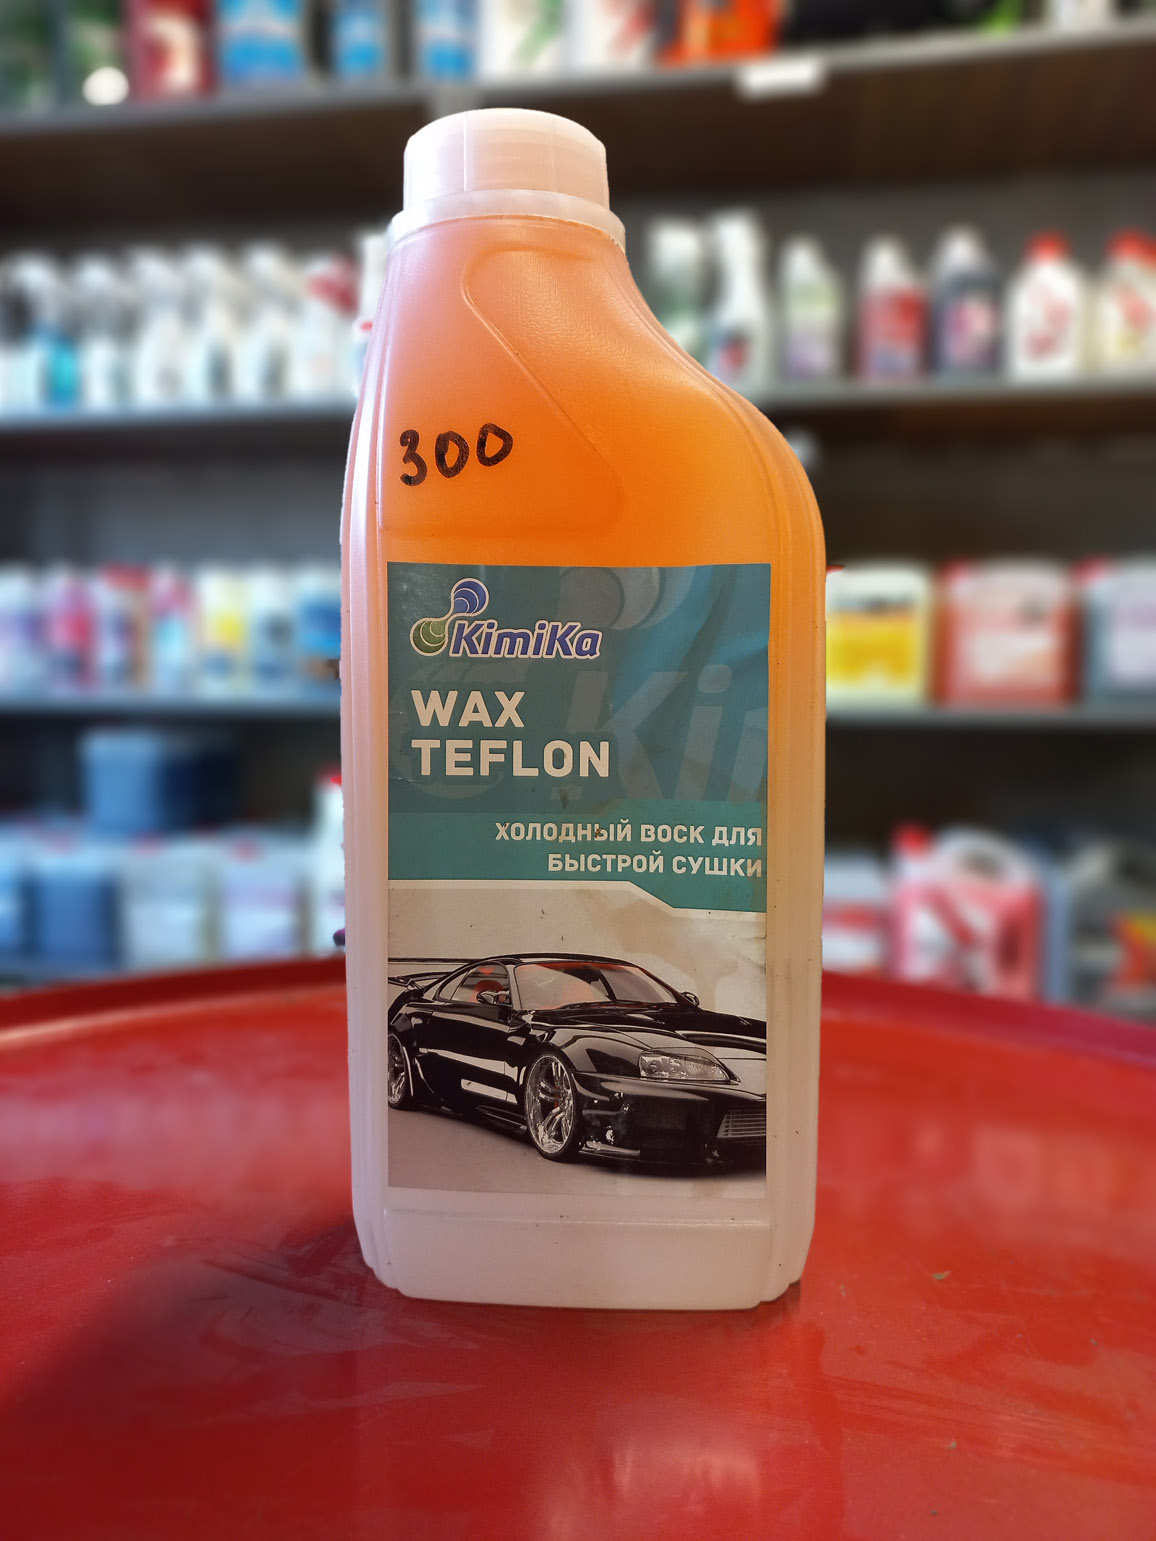 300
KimiKa
WAX
TEFLON
ХОЛОДНЫЙ ВОСК ДЛЯ
БЫСТРОЙ СУШКИ